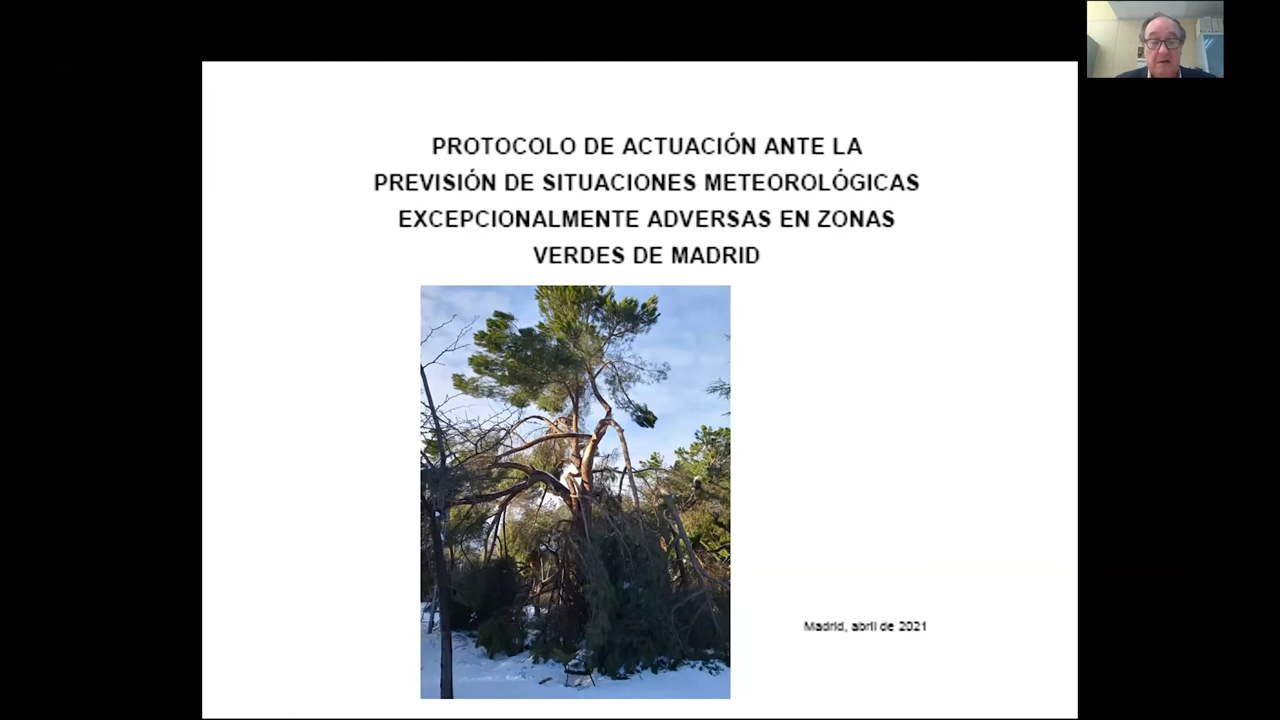 PROTOCOLO DE ACTUACIÓN ANTE LA
PREVISIÓN DE SITUACIONES METEOROLÓGICAS
EXCEPCIONALMENTE ADVERSAS EN ZONAS
VERDES DE MADRID
Madrid, abril de 2021